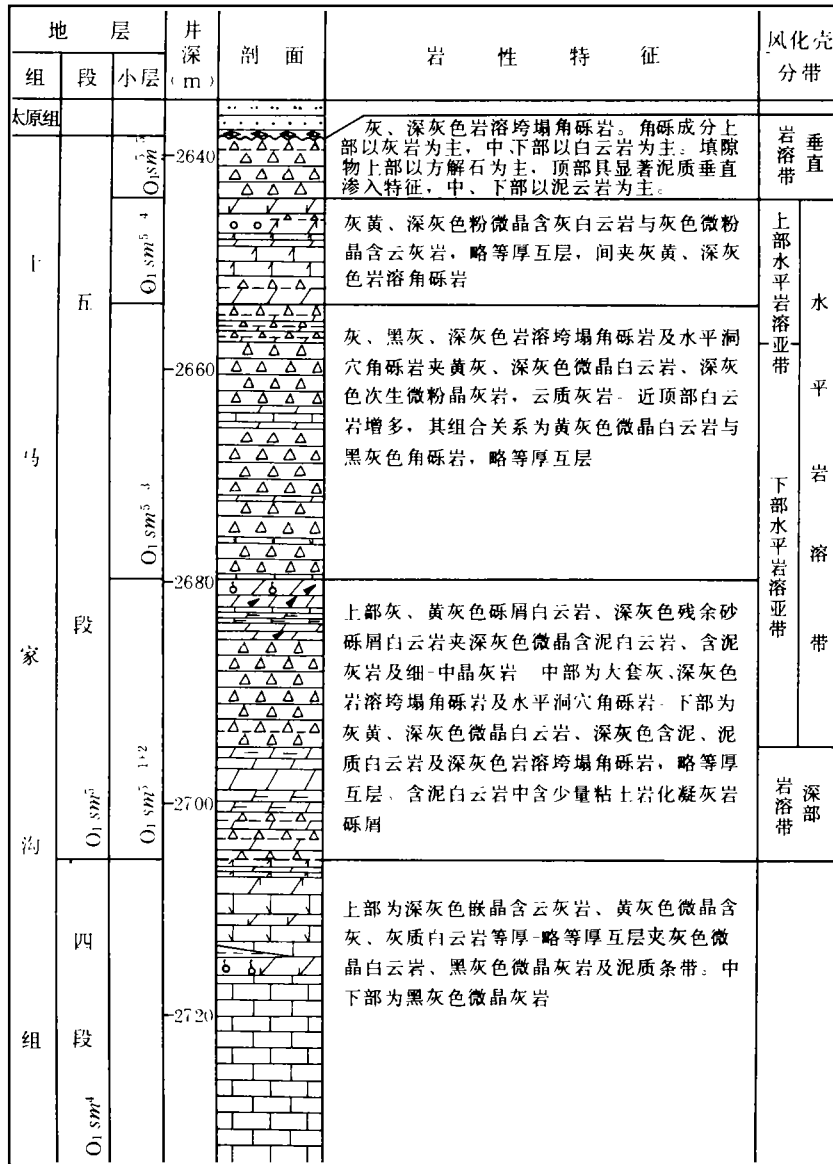 地 层
井深(m)
剖 面
岩 性 特 征
风化壳分带
组
段
小层
太原组
灰、深灰色岩溶垮塌角砾岩。角砾成分上
部以灰岩为主，中、下部以白云岩为主。填隙
物上部以方解石为主，顶部具显著泥质垂直
渗入特征，中、下部以泥云岩为主。
垂直
岩溶带
2640
灰黄、深灰色粉微晶含灰白云岩与灰色微粉
晶含云灰岩，略等厚互层，间夹灰黄、深灰
色岩溶角砾岩
O₁sm⁵⁻⁴
上部水平岩溶亚带
水平岩溶带
马家沟组
五段
O₁sm⁵
2660
灰、黑灰、深灰色岩溶垮塌角砾岩及水平洞
穴角砾岩夹黄灰、深灰色微晶白云岩、深灰
色次生微粉晶灰岩，云质灰岩 近顶部白云
岩增多，其组合关系为黄灰色微晶白云岩与
黑灰色角砾岩，略等厚互层
O₁sm⁵⁻³
下部水平岩溶亚带
2680
上部灰、黄灰色砾屑白云岩、深灰色残余砂
砾屑白云岩夹深灰色微晶含泥白云岩、含泥
灰岩及细-中晶灰岩 中部为大套灰、深灰色
岩溶垮塌角砾岩及水平洞穴角砾岩 下部为
灰黄、深灰色微晶白云岩、深灰色含泥、泥
质白云岩及深灰色岩溶垮塌角砾岩，略等厚
互层、含泥白云岩中含少量粘土岩化凝灰岩
砾屑
O₁sm⁵⁻¹⁺²
深部
岩溶带
2700
四段
O₁sm⁴
上部为深灰色嵌晶含云灰岩、黄灰色微晶含
灰、灰质白云岩等厚-略等厚互层夹灰色微
晶白云岩、黑灰色微晶灰岩及泥质条带。中
下部为黑灰色微晶灰岩
2720